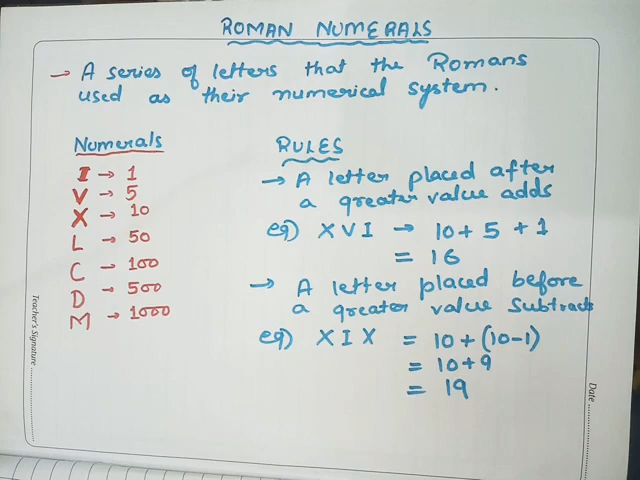 ROMAN NUMERALS
→ A series of letters that the Romans
used as their numerical system.
Numerals
I → 1
V → 5
X → 10
L → 50
C → 100
D → 500
M → 1000
RULES
→ A letter placed after
a greater value adds
eg) XVI → 10 + 5 + 1
= 16
→ A letter placed before
a greater value subtracts
eg) XIX = 10 + (10-1)
= 10 + 9
= 19
Teacher's Signature
Date